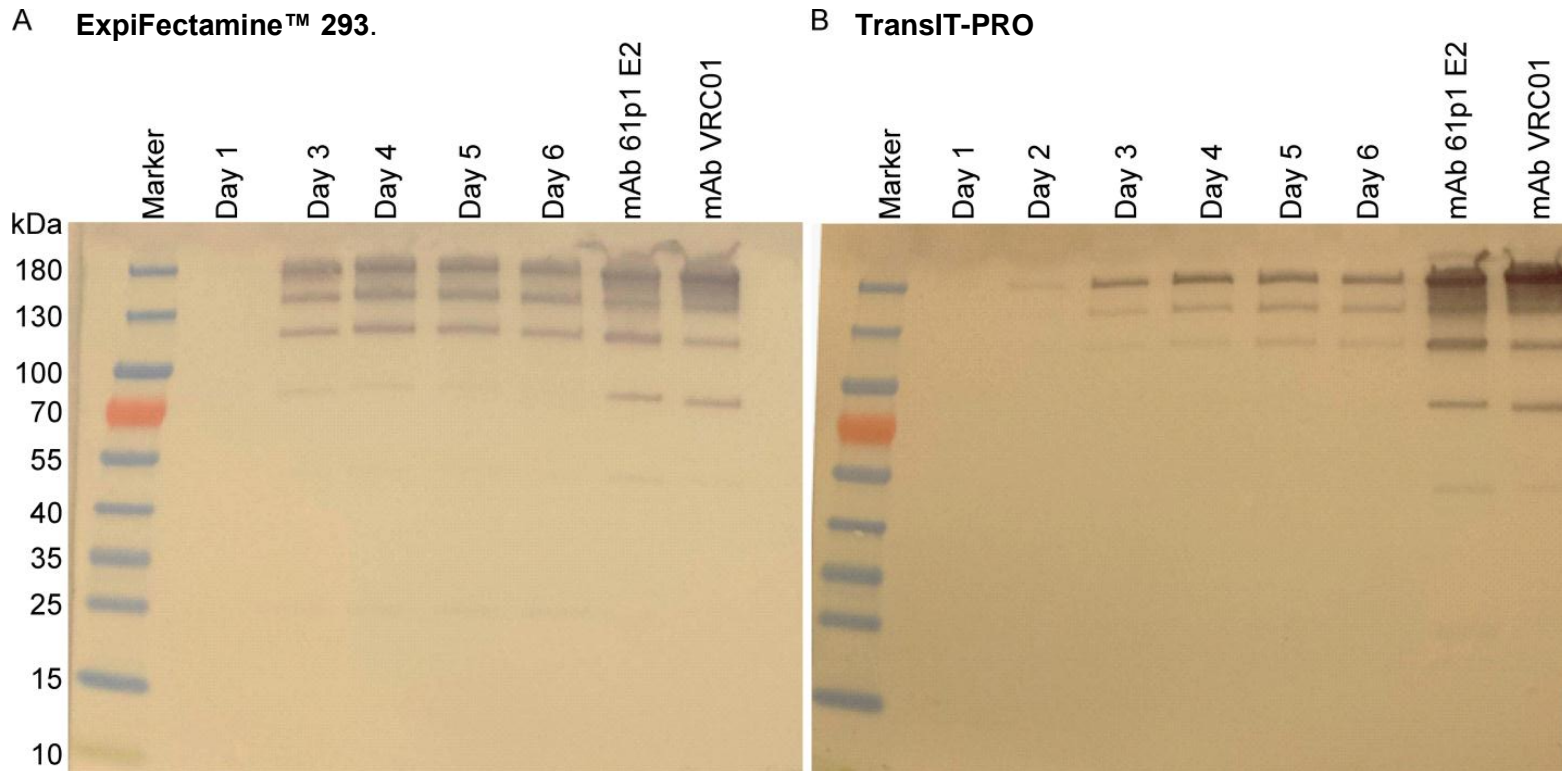 A ExpiFectamine™ 293.
Marker
Day 1
Day 3
Day 4
Day 5
Day 6
mAb 61p1 E2
mAb VRC01
kDa
180
130
100
70
55
40
35
25
15
10
B TransIT-PRO
Marker
Day 1
Day 2
Day 3
Day 4
Day 5
Day 6
mAb 61p1 E2
mAb VRC01